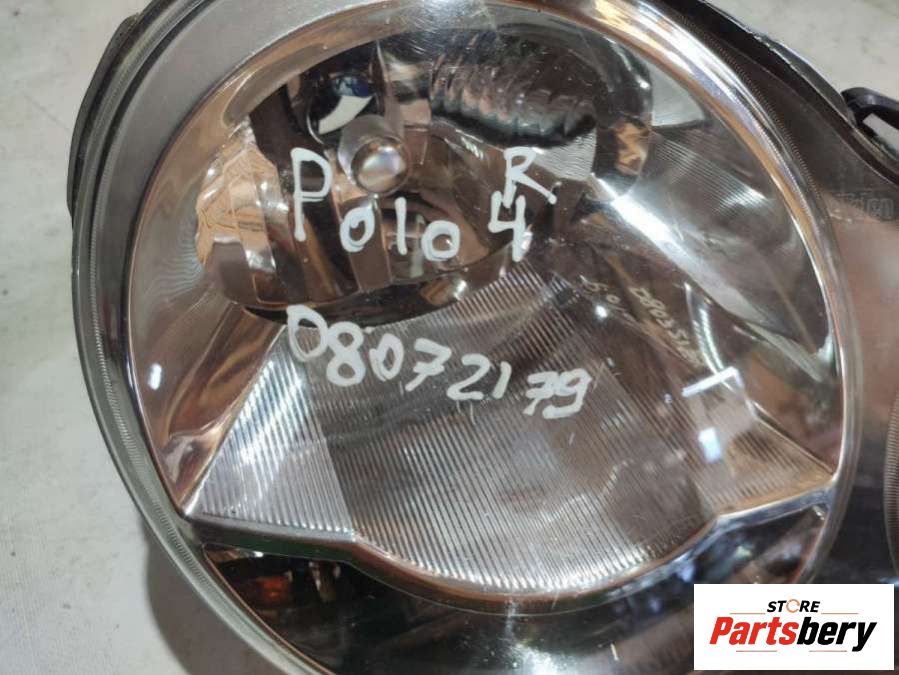 R
Polo 4
08072179
STORE
Partsbery